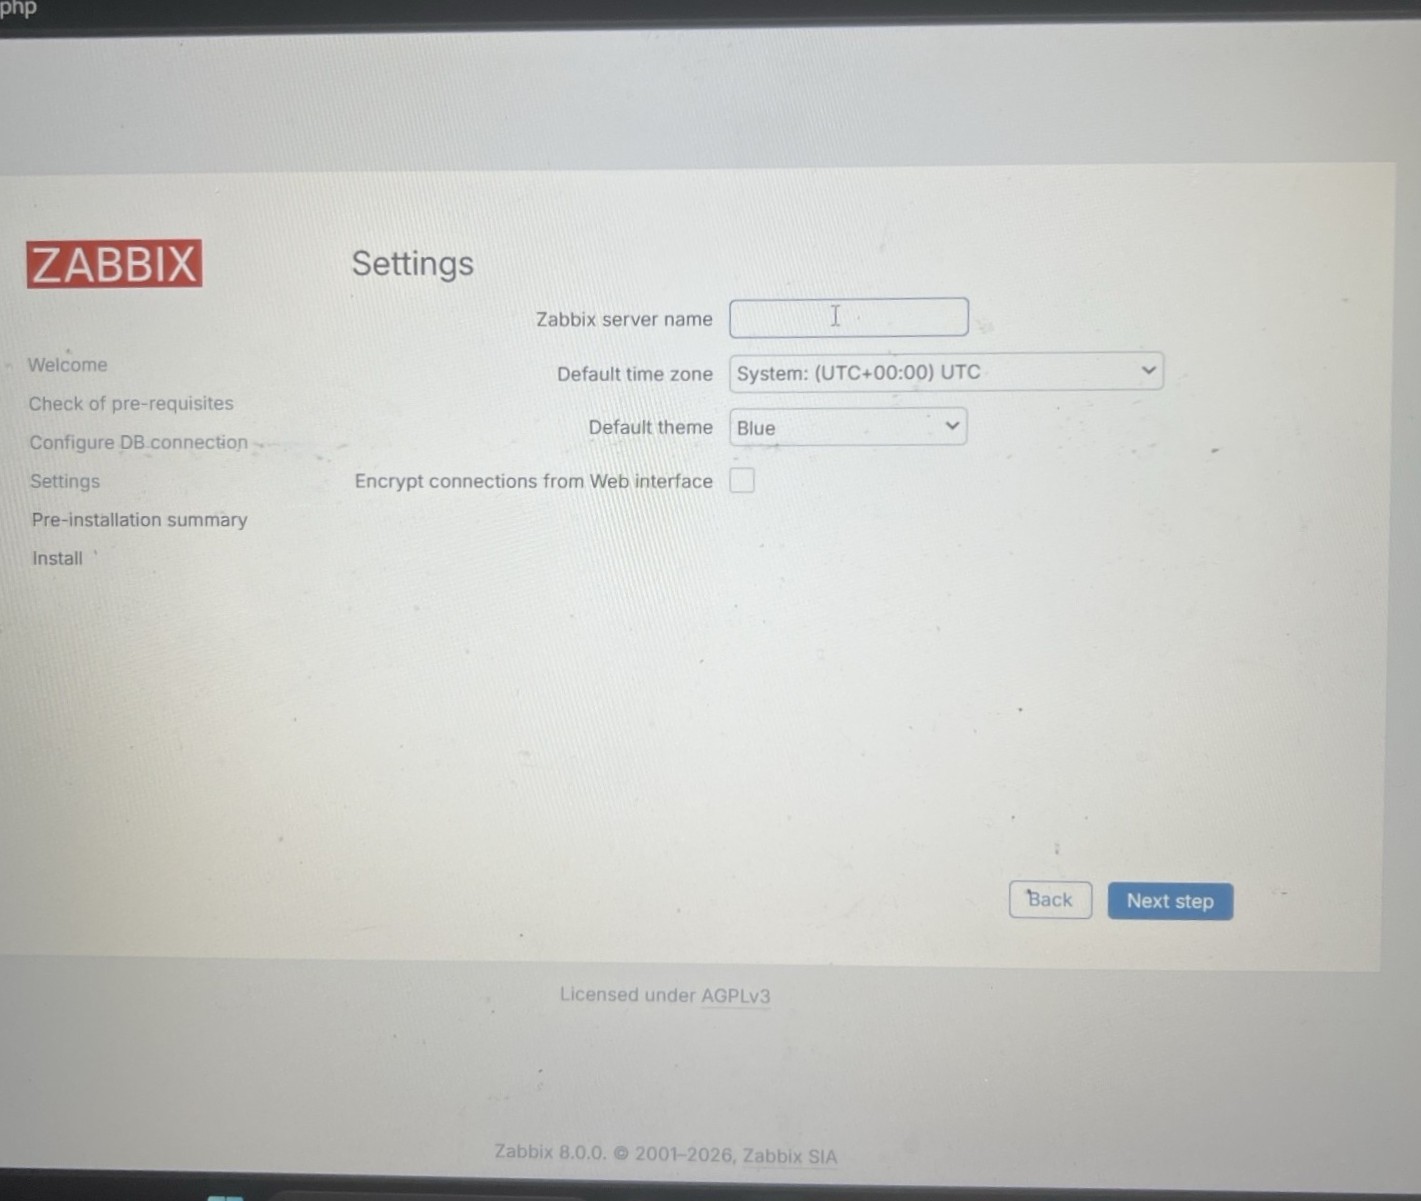 php
ZABBIX
Welcome
Check of pre-requisites
Configure DB connection
Settings
Pre-installation summary
Install
Settings
Zabbix server name
Default time zone System: (UTC+00:00) UTC
Default theme Blue
Encrypt connections from Web interface
Back Next step
Licensed under AGPLv3
Zabbix 8.0.0. © 2001–2026, Zabbix SIA